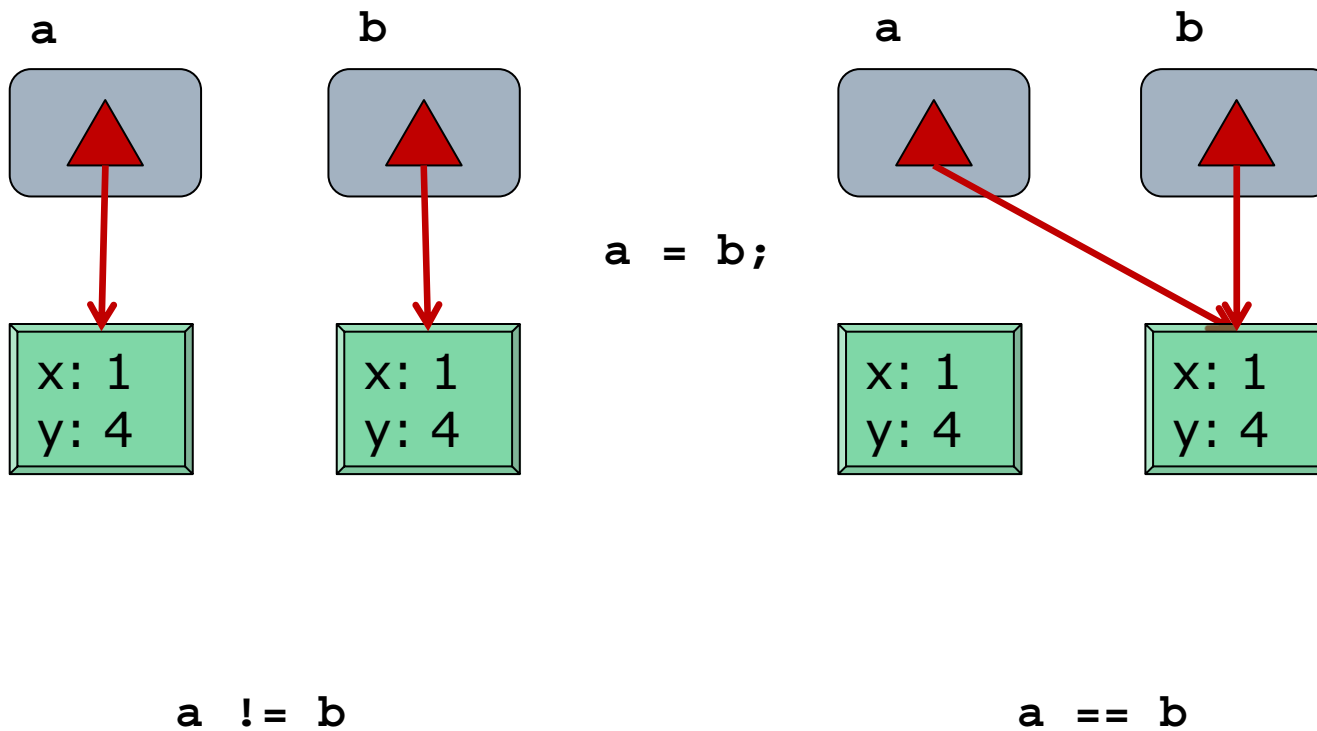 a b a b
a = b;
x: 1 x: 1 x: 1 x: 1
y: 4 y: 4 y: 4 y: 4
a != b a == b